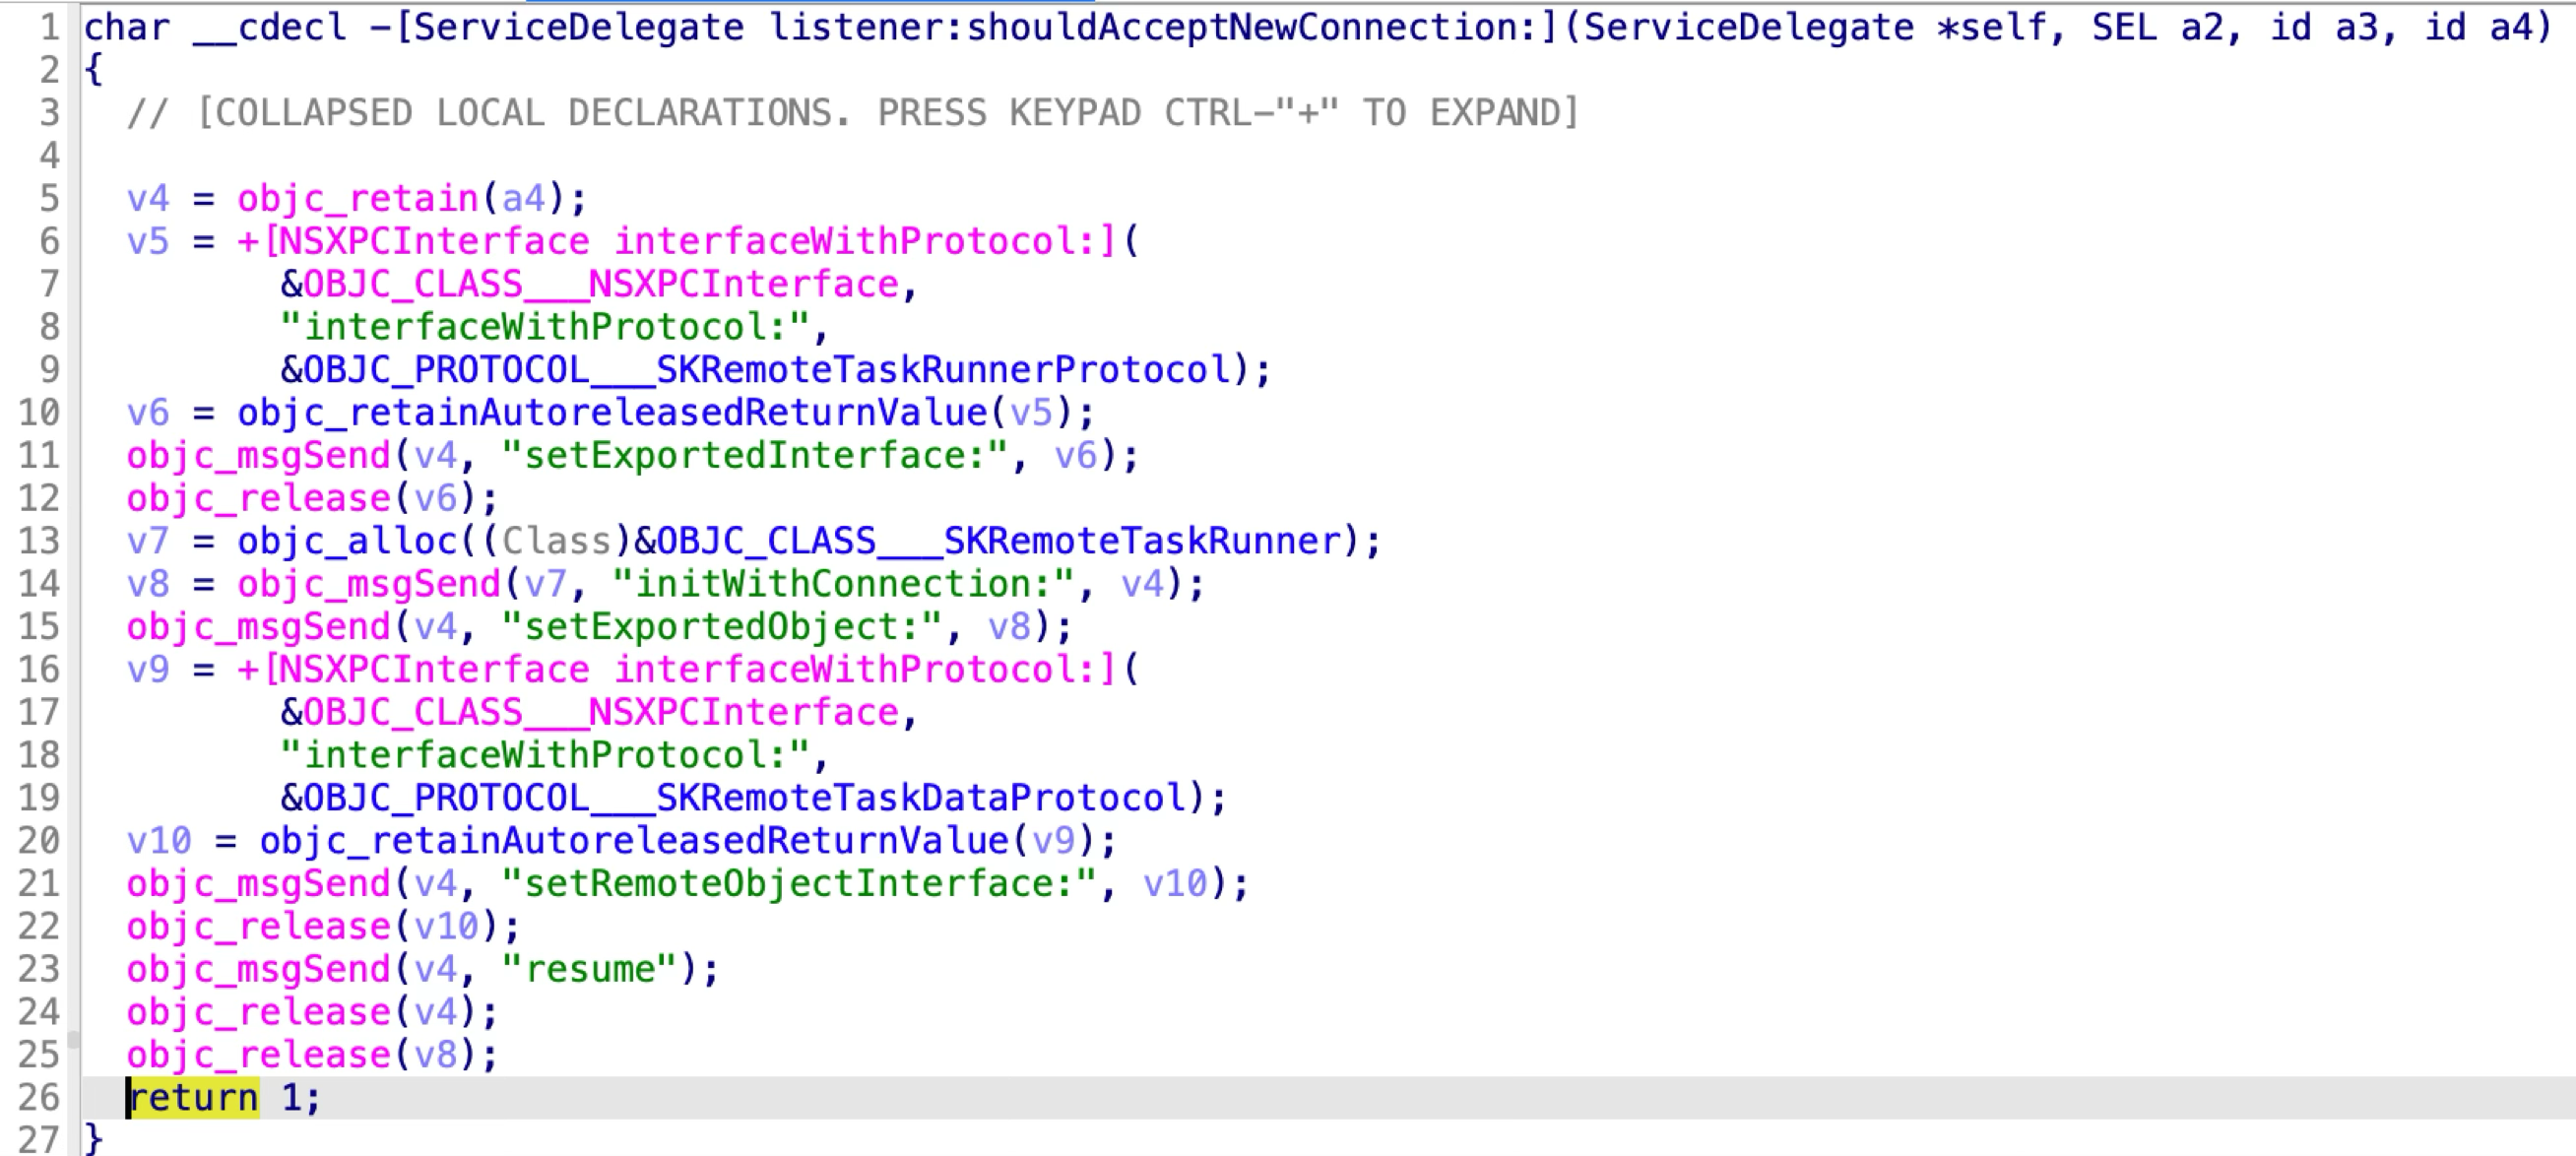 1 char __cdecl -[ServiceDelegate listener:shouldAcceptNewConnection:](ServiceDelegate *self, SEL a2, id a3, id a4)
2 {
3   // [COLLAPSED LOCAL DECLARATIONS. PRESS KEYPAD CTRL-"+" TO EXPAND]
4
5   v4 = objc_retain(a4);
6   v5 = +[NSXPCInterface interfaceWithProtocol:](
7          &OBJC_CLASS___NSXPCInterface,
8          "interfaceWithProtocol:",
9          &OBJC_PROTOCOL___SKRemoteTaskRunnerProtocol);
10   v6 = objc_retainAutoreleasedReturnValue(v5);
11   objc_msgSend(v4, "setExportedInterface:", v6);
12   objc_release(v6);
13   v7 = objc_alloc((Class)&OBJC_CLASS___SKRemoteTaskRunner);
14   v8 = objc_msgSend(v7, "initWithConnection:", v4);
15   objc_msgSend(v4, "setExportedObject:", v8);
16   v9 = +[NSXPCInterface interfaceWithProtocol:](
17          &OBJC_CLASS___NSXPCInterface,
18          "interfaceWithProtocol:",
19          &OBJC_PROTOCOL___SKRemoteTaskDataProtocol);
20   v10 = objc_retainAutoreleasedReturnValue(v9);
21   objc_msgSend(v4, "setRemoteObjectInterface:", v10);
22   objc_release(v10);
23   objc_msgSend(v4, "resume");
24   objc_release(v4);
25   objc_release(v8);
26   return 1;
27 }